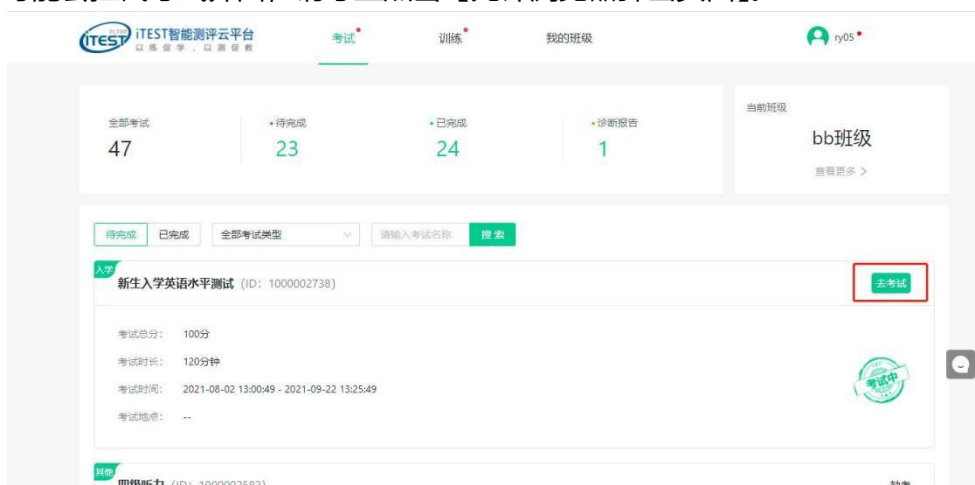 iTEST iTEST智能测评云平台 考试 训练 我的班级 ry05
以练促学，以测促教
全部考试 待完成 已完成 诊断报告 当前班级
47 23 24 1 bb班级
查看更多 >
待完成 已完成 全部考试类型 请输入考试名称 搜索
入学
新生入学英语水平测试 (ID: 1000002738) 去考试
考试总分: 100分
考试时长: 120分钟
考试时间: 2021-08-02 13:00:49 - 2021-09-22 13:25:49
考试中
考试地点: --
其他
四级听力 (ID: 1000002582)